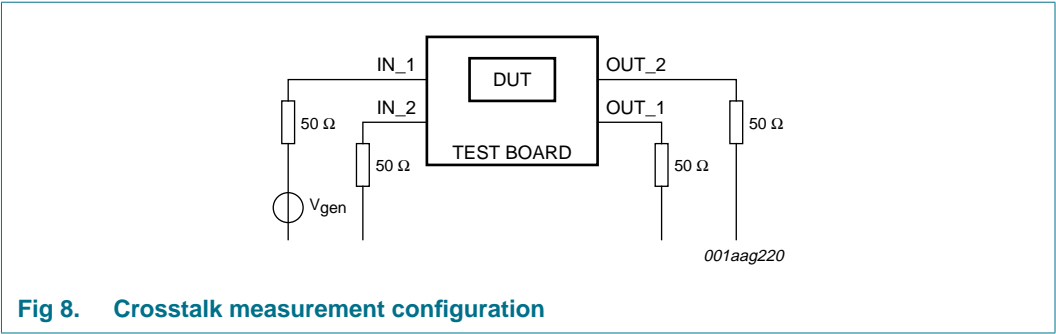 IN_1
OUT_2
DUT
IN_2
OUT_1
50 Ω
50 Ω
TEST BOARD
50 Ω
50 Ω
Vgen
001aag220
Fig 8. Crosstalk measurement configuration